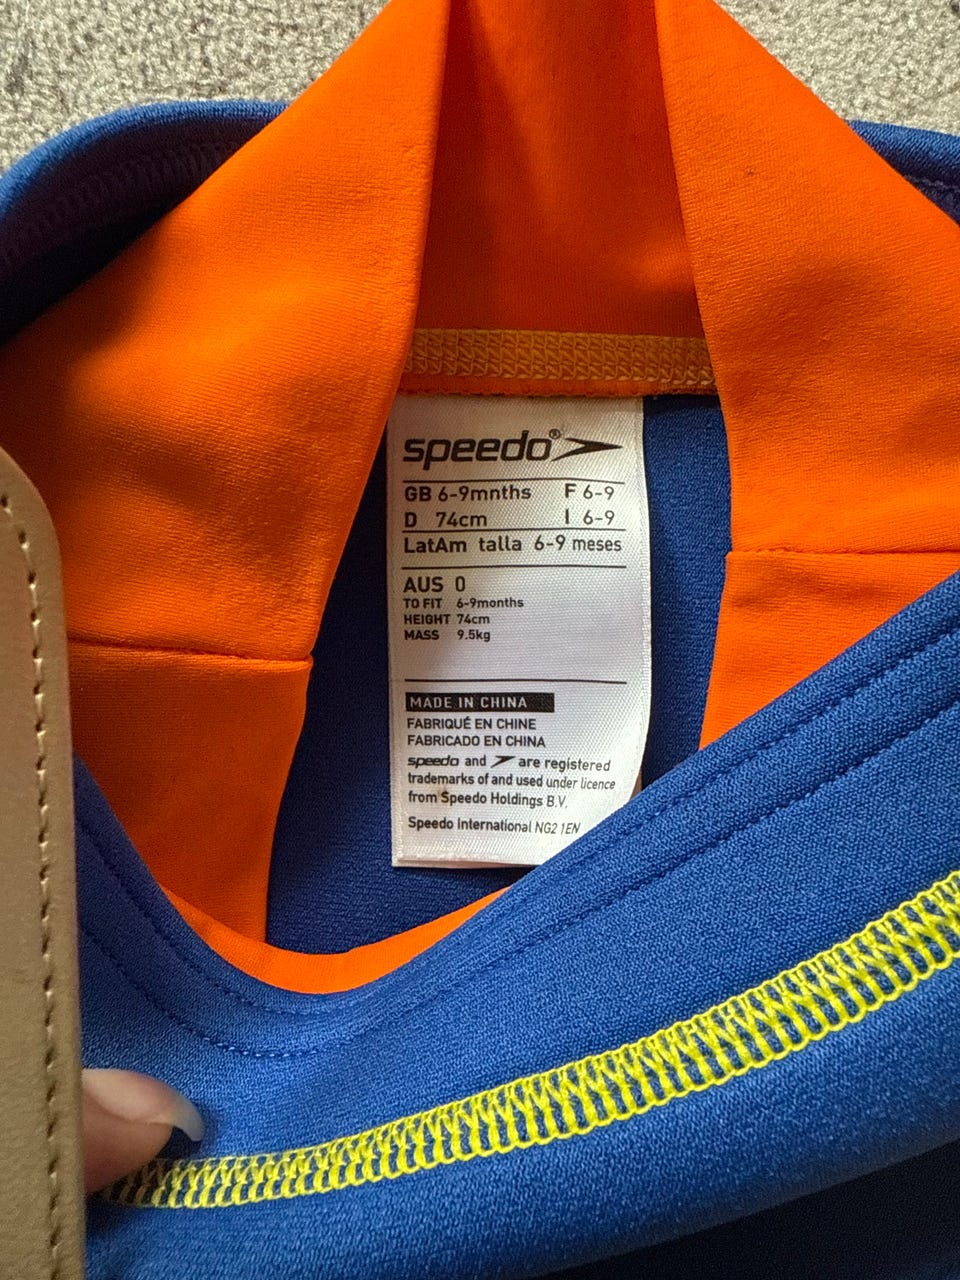 speedo®
GB 6-9mnths F 6-9
D 74cm I 6-9
LatAm talla 6-9 meses
AUS 0
TO FIT 6-9months
HEIGHT 74cm
MASS 9.5kg
MADE IN CHINA
FABRIQUÉ EN CHINE
FABRICADO EN CHINA
speedo and are registered
trademarks of and used under licence
from Speedo Holdings B.V.
Speedo International NG2 1EN